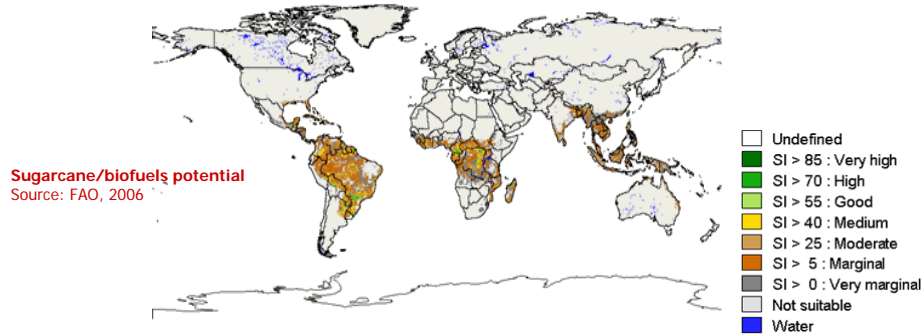 Sugarcane/biofuels potential
Source: FAO, 2006
Undefined
SI > 85 : Very high
SI > 70 : High
SI > 55 : Good
SI > 40 : Medium
SI > 25 : Moderate
SI > 5 : Marginal
SI > 0 : Very marginal
Not suitable
Water